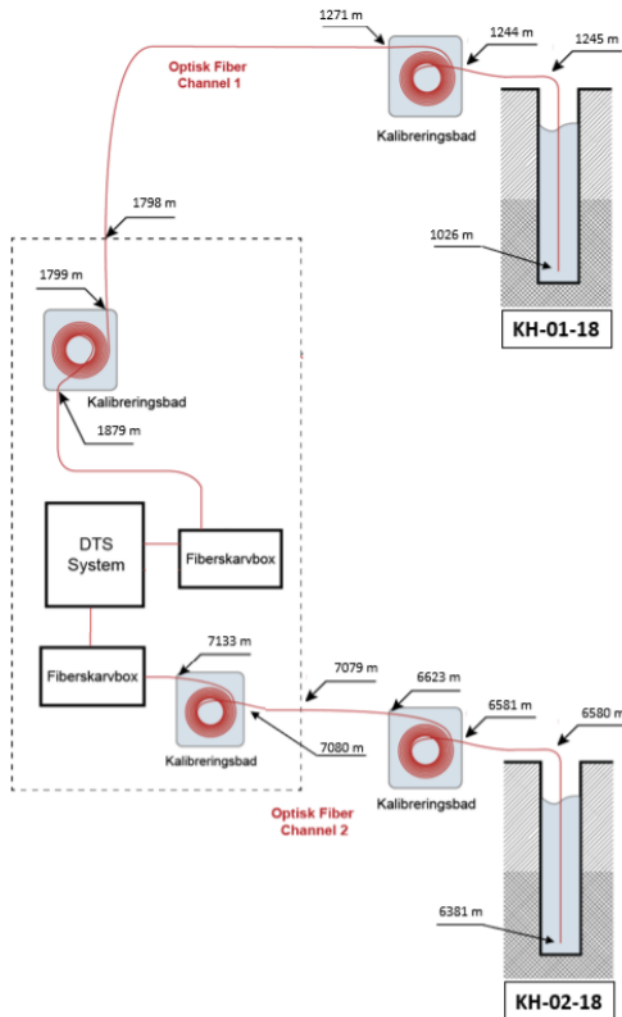 1271 m
1244 m
1245 m
Optisk Fiber
Channel 1
Kalibreringsbad
1798 m
1026 m
1799 m
KH-01-18
Kalibreringsbad
1879 m
DTS
System
Fiberskarvbox
7133 m
7079 m
6623 m
6581 m
6580 m
Fiberskarvbox
7080 m
Kalibreringsbad
Kalibreringsbad
Optisk Fiber
Channel 2
6381 m
KH-02-18